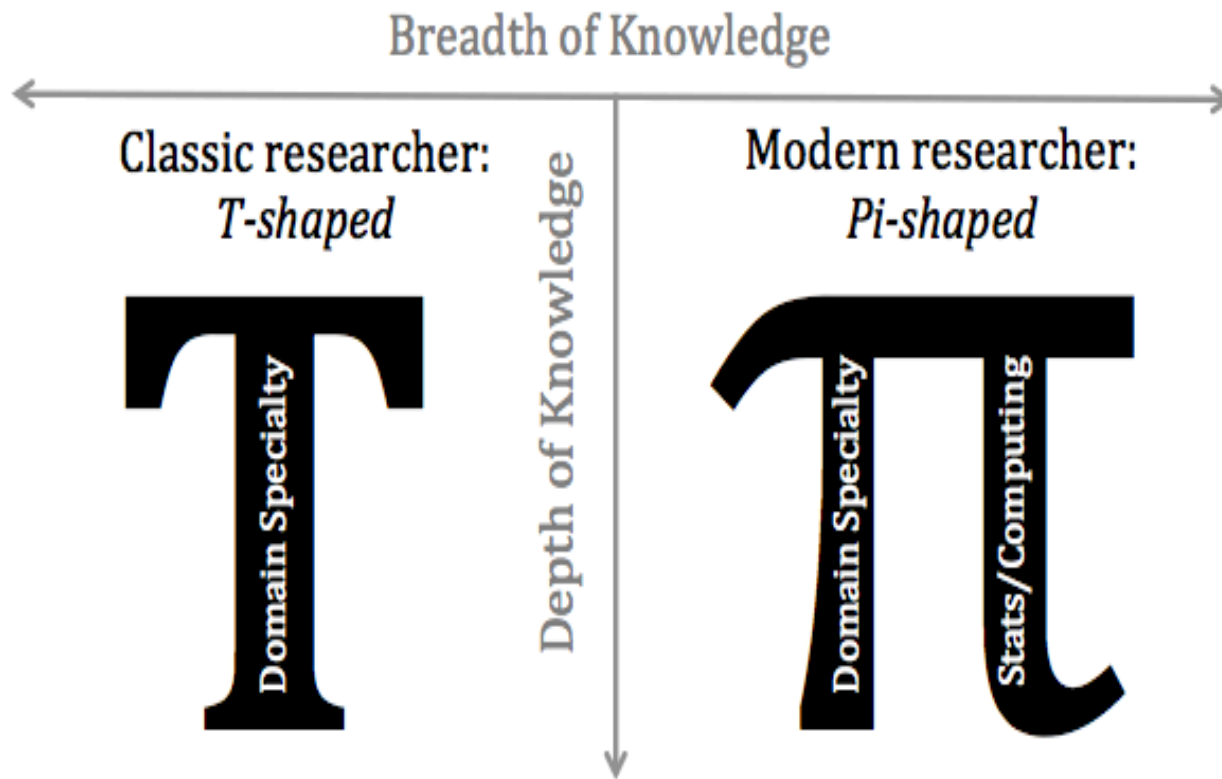 Breadth of Knowledge
Classic researcher:
T-shaped
Domain Specialty
Depth of Knowledge
Modern researcher:
Pi-shaped
Domain Specialty
Stats/Computing